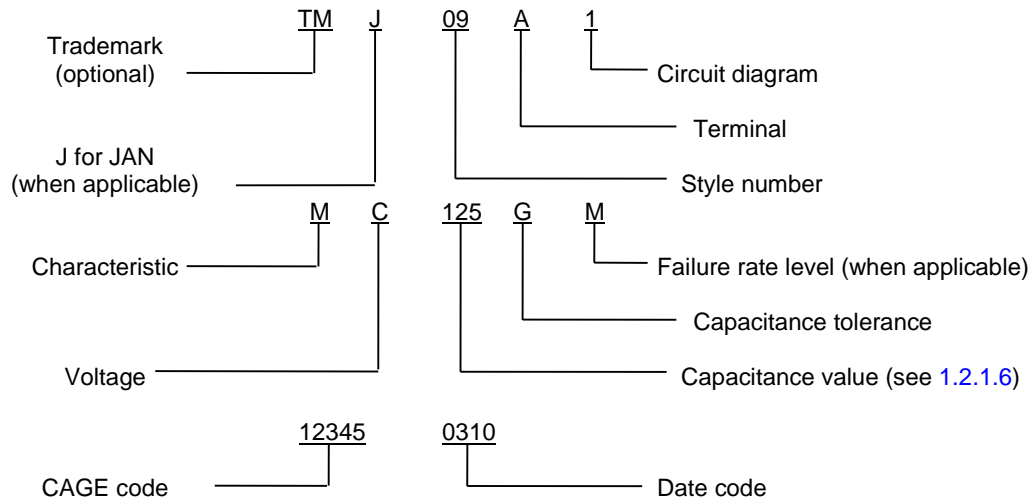 TM J 09 A 1
Trademark
(optional)
Circuit diagram
Terminal
J for JAN
(when applicable)
Style number
M C 125 G M
Characteristic
Failure rate level (when applicable)
Capacitance tolerance
Voltage
Capacitance value (see 1.2.1.6)
12345 0310
CAGE code
Date code